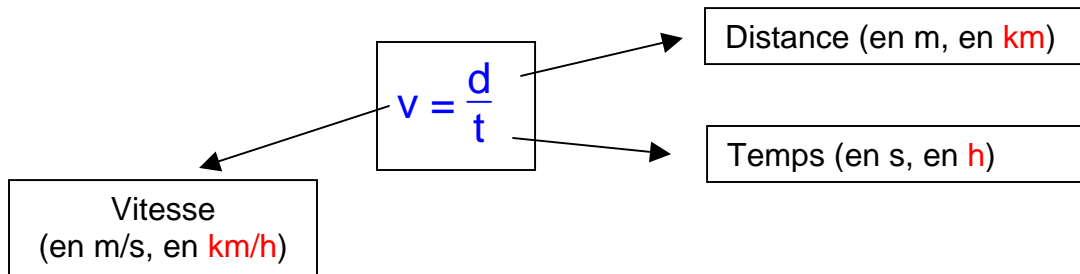 Distance (en m, en km)
v = d/t
Temps (en s, en h)
Vitesse
(en m/s, en km/h)